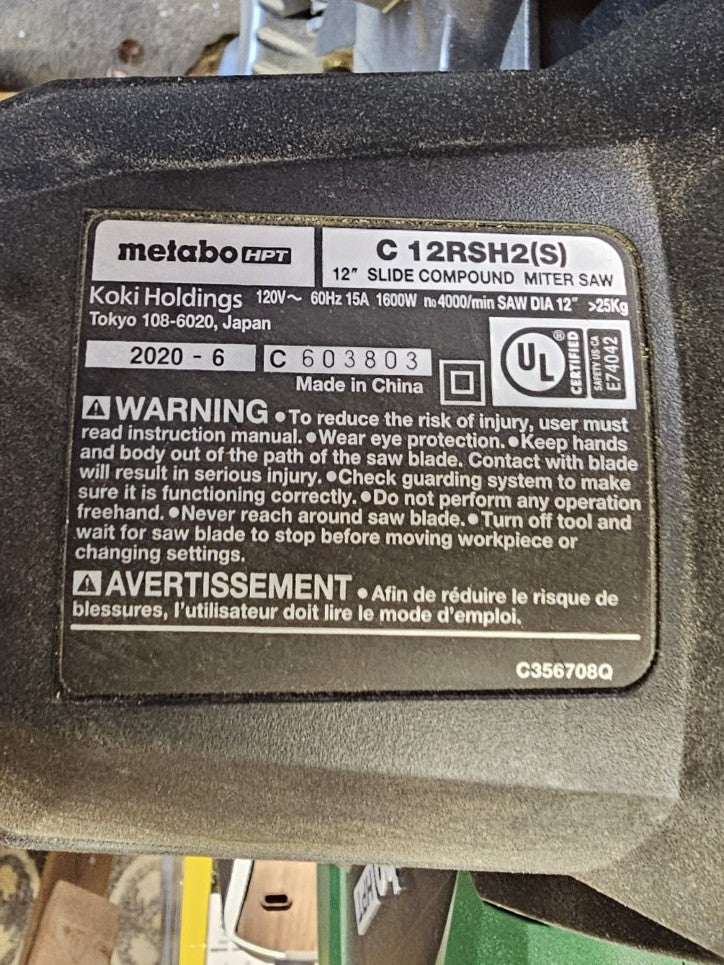 metabo HPT
C 12RSH2(S)
12" SLIDE COMPOUND MITER SAW
Koki Holdings 120V～ 60Hz 15A 1600W n₀4000/min SAW DIA 12" >25Kg
Tokyo 108-6020, Japan
2020 - 6 C 603803
Made in China
UL ® CERTIFIED
SAFETY US-CA
E74042
⚠WARNING ●To reduce the risk of injury, user must
read instruction manual. ●Wear eye protection. ●Keep hands
and body out of the path of the saw blade. Contact with blade
will result in serious injury. ●Check guarding system to make
sure it is functioning correctly. ●Do not perform any operation
freehand. ●Never reach around saw blade. ●Turn off tool and
wait for saw blade to stop before moving workpiece or
changing settings.
⚠AVERTISSEMENT ●Afin de réduire le risque de
blessures, l'utilisateur doit lire le mode d'emploi.
C356708Q